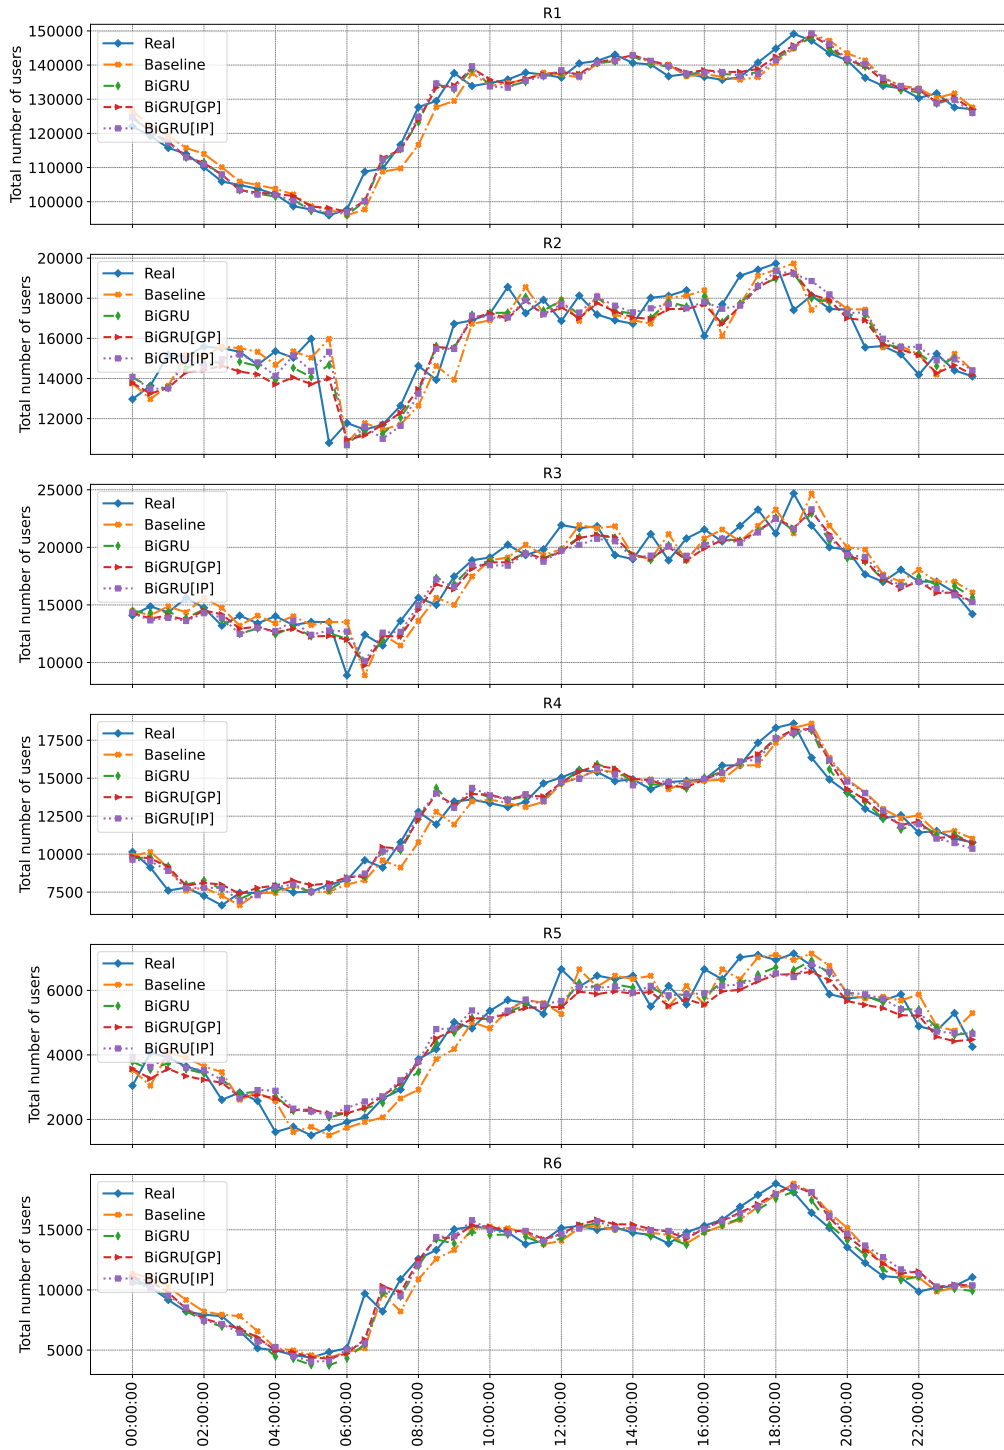 R1
Total number of users
150000
140000
130000
120000
110000
100000
Real
Baseline
BiGRU
BiGRU[GP]
BiGRU[IP]
R2
Total number of users
20000
18000
16000
14000
12000
Real
Baseline
BiGRU
BiGRU[GP]
BiGRU[IP]
R3
Total number of users
25000
20000
15000
10000
Real
Baseline
BiGRU
BiGRU[GP]
BiGRU[IP]
R4
Total number of users
17500
15000
12500
10000
7500
Real
Baseline
BiGRU
BiGRU[GP]
BiGRU[IP]
R5
Total number of users
6000
4000
2000
Real
Baseline
BiGRU
BiGRU[GP]
BiGRU[IP]
R6
Total number of users
15000
10000
5000
Real
Baseline
BiGRU
BiGRU[GP]
BiGRU[IP]
00:00:00
02:00:00
04:00:00
06:00:00
08:00:00
10:00:00
12:00:00
14:00:00
16:00:00
18:00:00
20:00:00
22:00:00